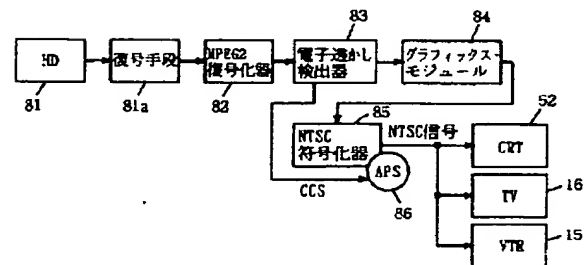 HD
81
復号手段
81a
MPEG2
復号化器
82
電子透かし
検出器
83
グラフィックス
モジュール
84
NTSC
符号化器
85
APS
86
CCS
NTSC信号
CRT
52
TV
16
VTR
15